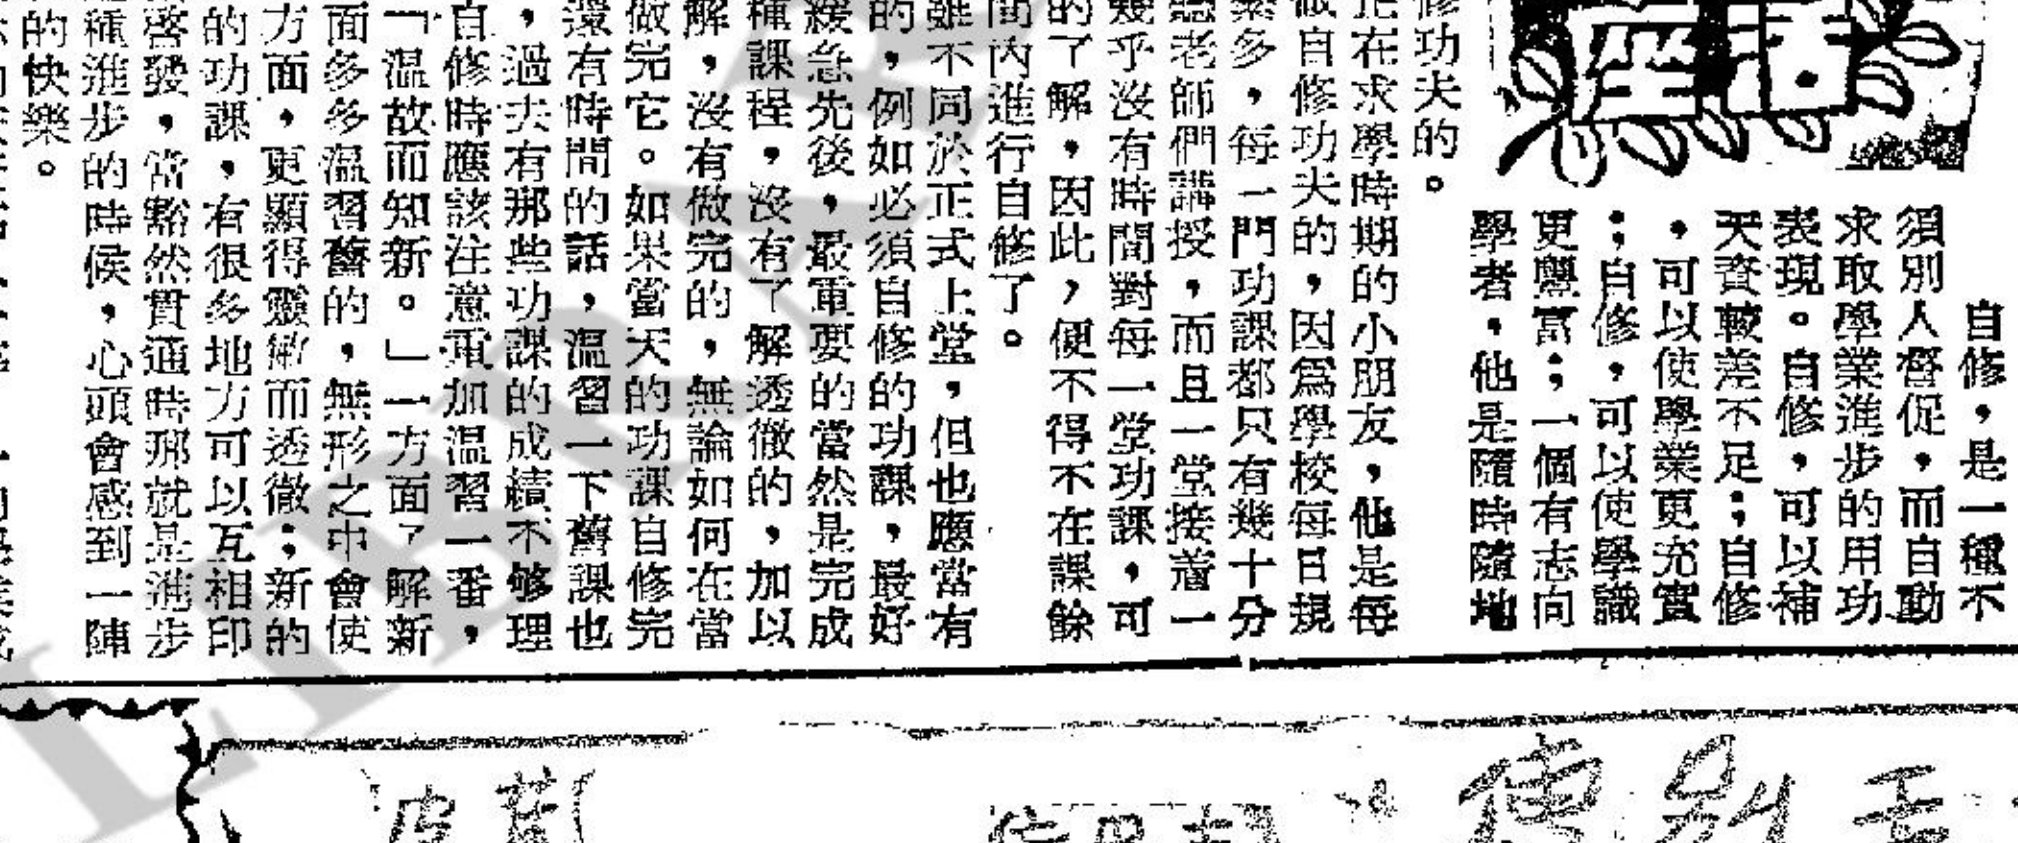 活
座
自修，是一種不
須別人督促，而自動
求取學業進步的用功
表現。自修，可以補
天資較差不足；自修
，可以使學業更充實
；自修，可以使學識
更豐富；一個有志向
學者，他是隨時隨地
修功夫的。
正在求學時期的小朋友，他是每
做自修功夫的，因爲學校每日規
繁多，每一門功課都只有幾十分
聽老師們講授，而且一堂接着一
幾乎沒有時間對每一堂功課，可
的了解，因此，便不得不在課餘
間內進行自修了。
雖不同於正式上堂，但也應當有
的，例如必須自修的功課，最好
緩急先後，最重要的當然是完成
種課程，沒有了解透徹的，加以
解，沒有做完的，無論如何在當
做完它。如果當天的功課自修完
還有時間的話，溫習一下舊課也
，過去有那些功課的成績不够理
自修時應該注意重加温習一番，
「温故而知新。」一方面了解新
面多多温習舊的，無形之中會使
方面，更顯得靈敏而透徹；新的
的功課，有很多地方可以互相印
啓發，當豁然貫通時那就是進步
種進步的時候，心頭會感到一陣
的快樂。